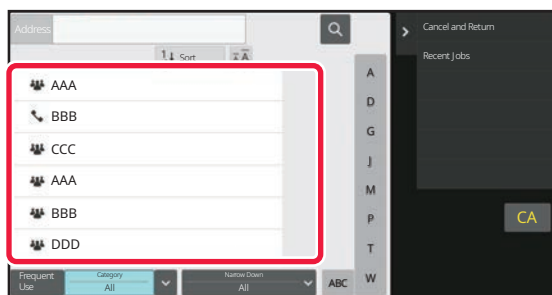 Address
Sort
AAA
BBB
CCC
AAA
BBB
DDD
A
D
G
J
M
P
T
W
Frequent
Use
Category
All
Narrow Down
All
ABC
Cancel and Return
Recent Jobs
CA